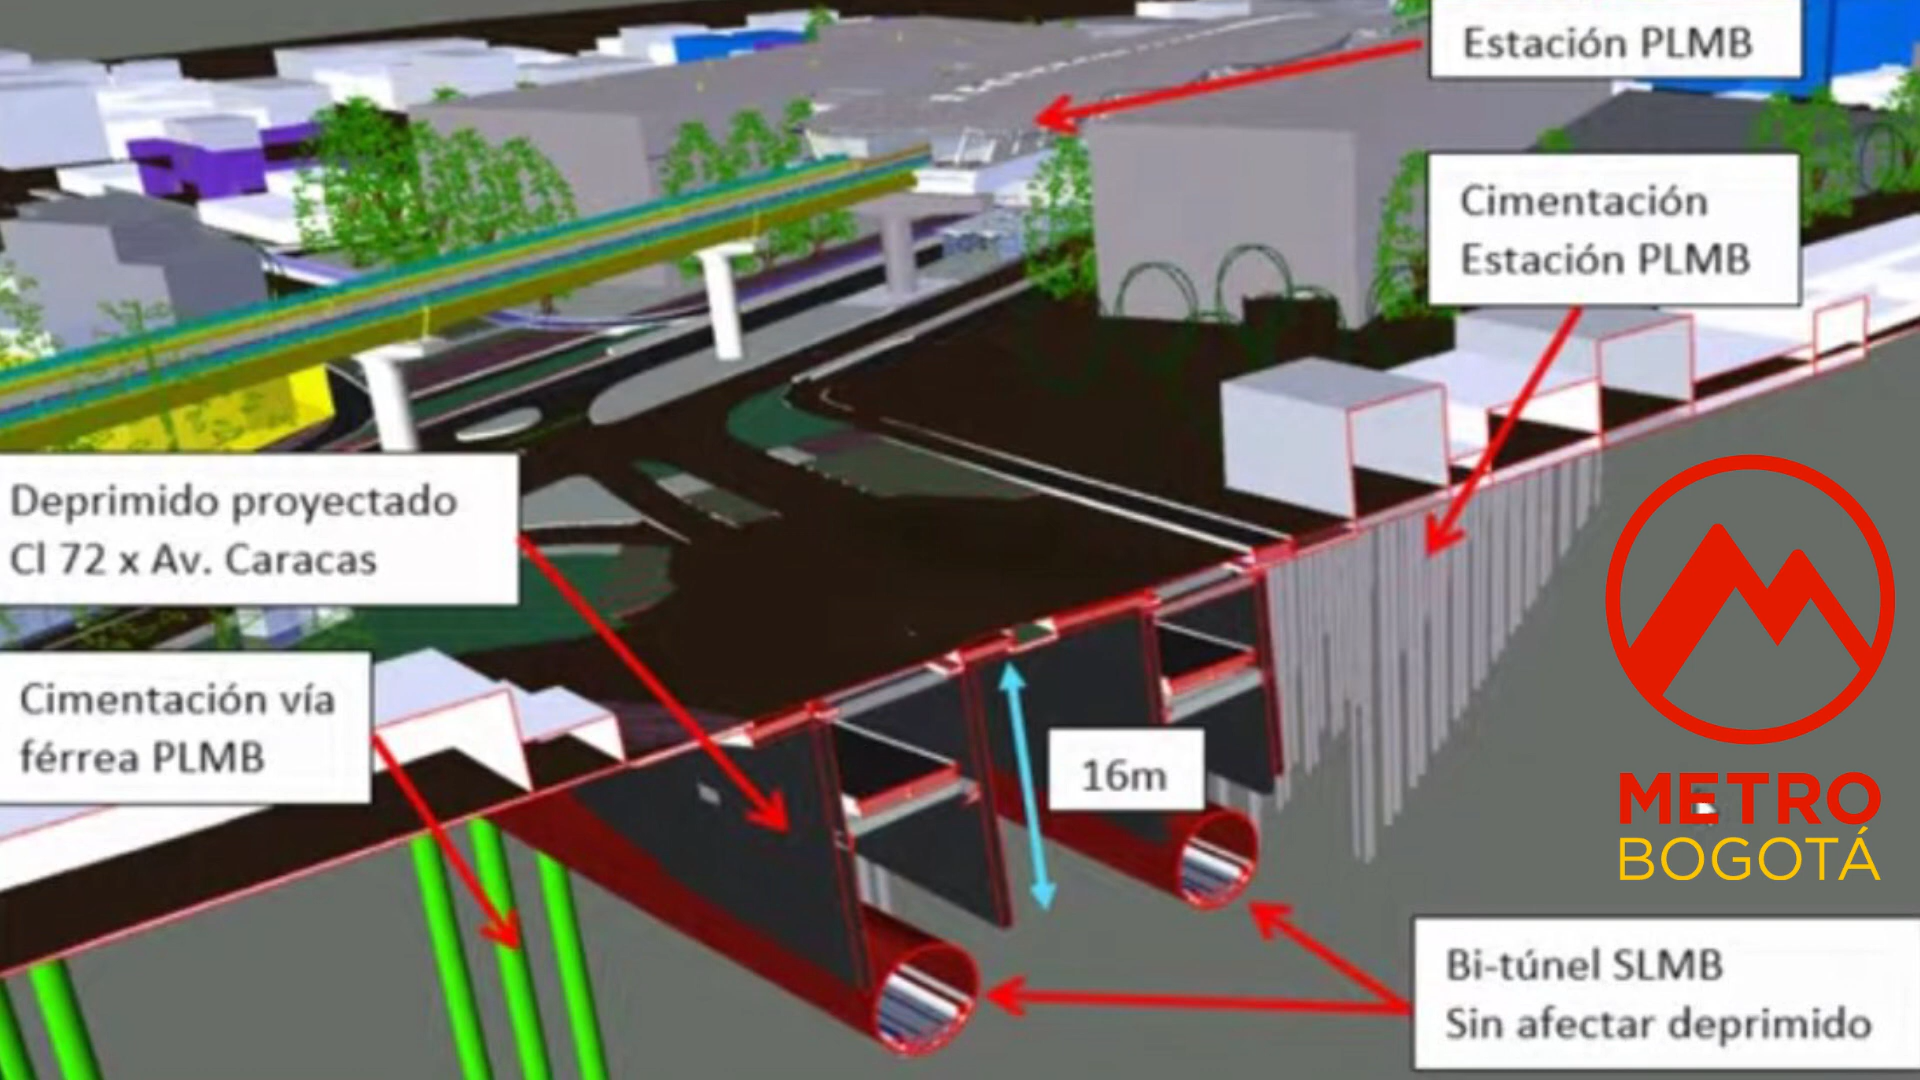 Estación PLMB
Cimentación
Estación PLMB
Deprimido proyectado
Cl 72 x Av. Caracas
Cimentación vía
férrea PLMB
16m
METRO
BOGOTÁ
Bi-túnel SLMB
Sin afectar deprimido